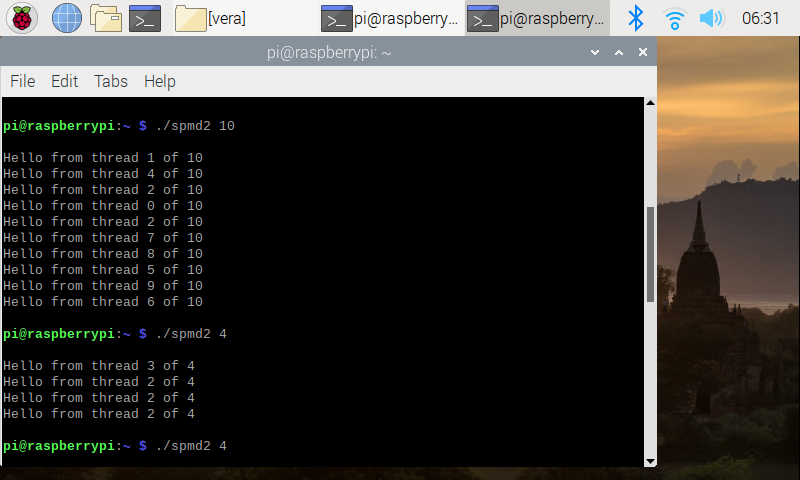 [vera]
pi@raspberry...
pi@raspberry...
06:31
pi@raspberrypi: ~
File Edit Tabs Help
pi@raspberrypi:~ $ ./spmd2 10
Hello from thread 1 of 10
Hello from thread 4 of 10
Hello from thread 2 of 10
Hello from thread 0 of 10
Hello from thread 2 of 10
Hello from thread 7 of 10
Hello from thread 8 of 10
Hello from thread 5 of 10
Hello from thread 9 of 10
Hello from thread 6 of 10
pi@raspberrypi:~ $ ./spmd2 4
Hello from thread 3 of 4
Hello from thread 2 of 4
Hello from thread 2 of 4
Hello from thread 2 of 4
pi@raspberrypi:~ $ ./spmd2 4